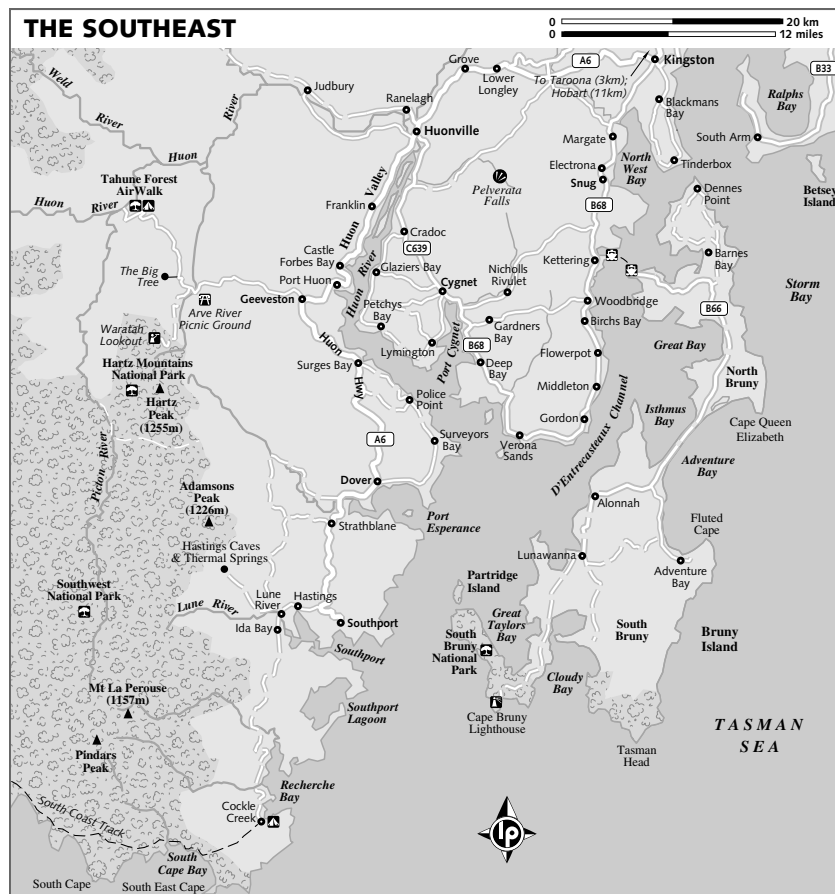 THE SOUTHEAST
0 20 km
0 12 miles
Grove
Lower
Longley
A6
To Taroona (3km);
Hobart (11km)
Kingston
B33
Weld
River
River
Judbury
Ranelagh
Huonville
Blackmans
Bay
Ralphs
Bay
Margate
South Arm
Huon
Electrona
North
West
Bay
Tinderbox
Snug
Tahune Forest
AirWalk
Pelverata
Falls
Dennes
Point
Betsey
Island
Huon
River
Huon Valley
Franklin
B68
Cradoc
C639
Castle
Forbes Bay
Huon River
Glaziers Bay
Kettering
Barnes
Bay
The Big
Tree
Port Huon
Nicholls
Rivulet
Storm
Bay
Geeveston
Cygnet
Woodbridge
Arve River
Picnic Ground
Petchys
Bay
Gardners
Bay
Birchs Bay
B66
Waratah
Lookout
Lymington
Port Cygnet
B68
Great Bay
Huon
Hwy
Surges Bay
Deep
Bay
Flowerpot
Hartz Mountains
National Park
North
Bruny
Hartz
Peak
(1255m)
Police
Point
Middleton
Isthmus
Bay
Gordon
Cape Queen
Elizabeth
A6
Surveyors
Bay
Verona
Sands
D'Entrecasteaux Channel
Picton River
Adventure
Bay
Adamsons
Peak
(1226m)
Dover
Alonnah
Port
Esperance
Strathblane
Fluted
Cape
Hastings Caves
& Thermal Springs
Lunawanna
Adventure
Bay
Southwest
National Park
Partridge
Island
Lune River
Lune
River
Hastings
Great
Taylors
Bay
Ida Bay
Southport
South
Bruny
National
Park
South
Bruny
Bruny
Island
Southport
Cloudy
Bay
Mt La Perouse
(1157m)
Southport
Lagoon
Cape Bruny
Lighthouse
TASMAN
SEA
Pindars
Peak
Tasman
Head
Recherche
Bay
South Coast Track
Cockle
Creek
lp
South
Cape Bay
South Cape
South East Cape